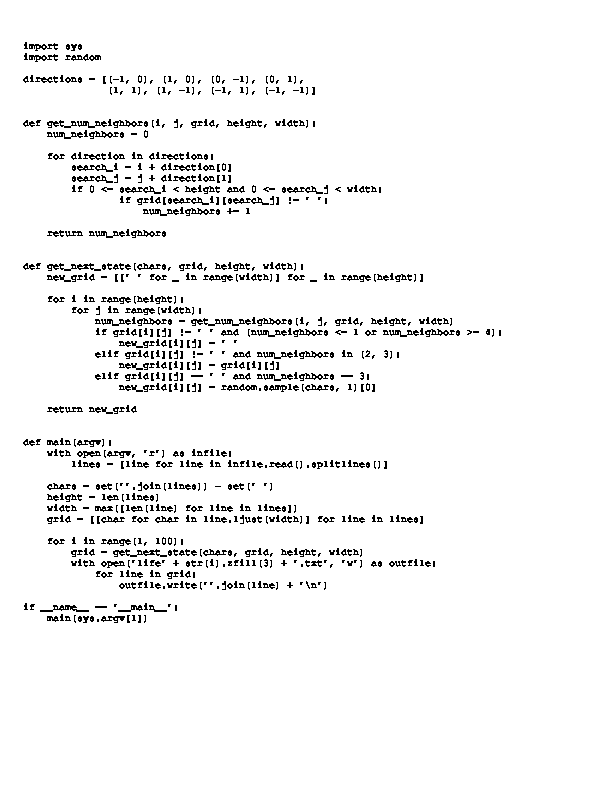 import sys
import random

directions = [(-1, 0), (1, 0), (0, -1), (0, 1),
              (1, 1), (1, -1), (-1, 1), (-1, -1)]


def get_num_neighbors(i, j, grid, height, width):
    num_neighbors = 0

    for direction in directions:
        search_i = i + direction[0]
        search_j = j + direction[1]
        if 0 <= search_i < height and 0 <= search_j < width:
                if grid[search_i][search_j] != ' ':
                    num_neighbors += 1

    return num_neighbors


def get_next_state(chars, grid, height, width):
    new_grid = [[' ' for _ in range(width)] for _ in range(height)]

    for i in range(height):
        for j in range(width):
            num_neighbors = get_num_neighbors(i, j, grid, height, width)
            if grid[i][j] != ' ' and (num_neighbors <= 1 or num_neighbors >= 4):
                new_grid[i][j] = ' '
            elif grid[i][j] != ' ' and num_neighbors in (2, 3):
                new_grid[i][j] = grid[i][j]
            elif grid[i][j] == ' ' and num_neighbors == 3:
                new_grid[i][j] = random.sample(chars, 1)[0]

    return new_grid


def main(argv):
    with open(argv, 'r') as infile:
        lines = [line for line in infile.read().splitlines()]

    chars = set(''.join(lines)) - set(' ')
    height = len(lines)
    width = max([len(line) for line in lines])
    grid = [[char for char in line.ljust(width)] for line in lines]

    for i in range(1, 100):
        grid = get_next_state(chars, grid, height, width)
        with open('life' + str(i).zfill(3) + '.txt', 'w') as outfile:
            for line in grid:
                outfile.write(''.join(line) + '\n')

if __name__ == '__main__':
    main(sys.argv[1])